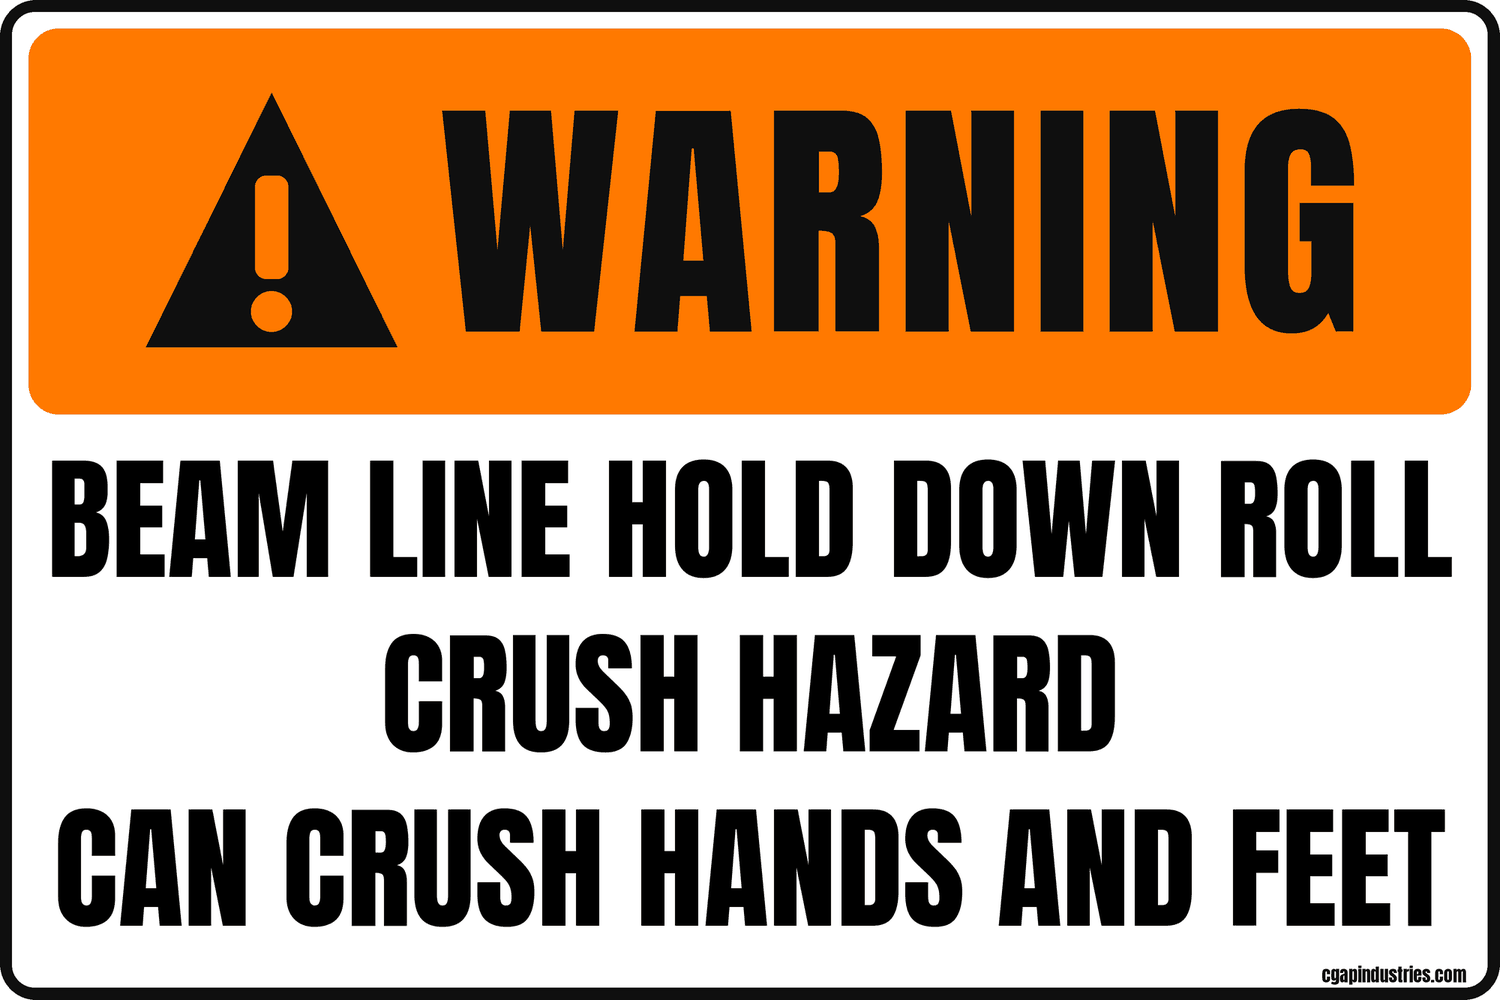 WARNING
BEAM LINE HOLD DOWN ROLL
CRUSH HAZARD
CAN CRUSH HANDS AND FEET
cgapindustries.com